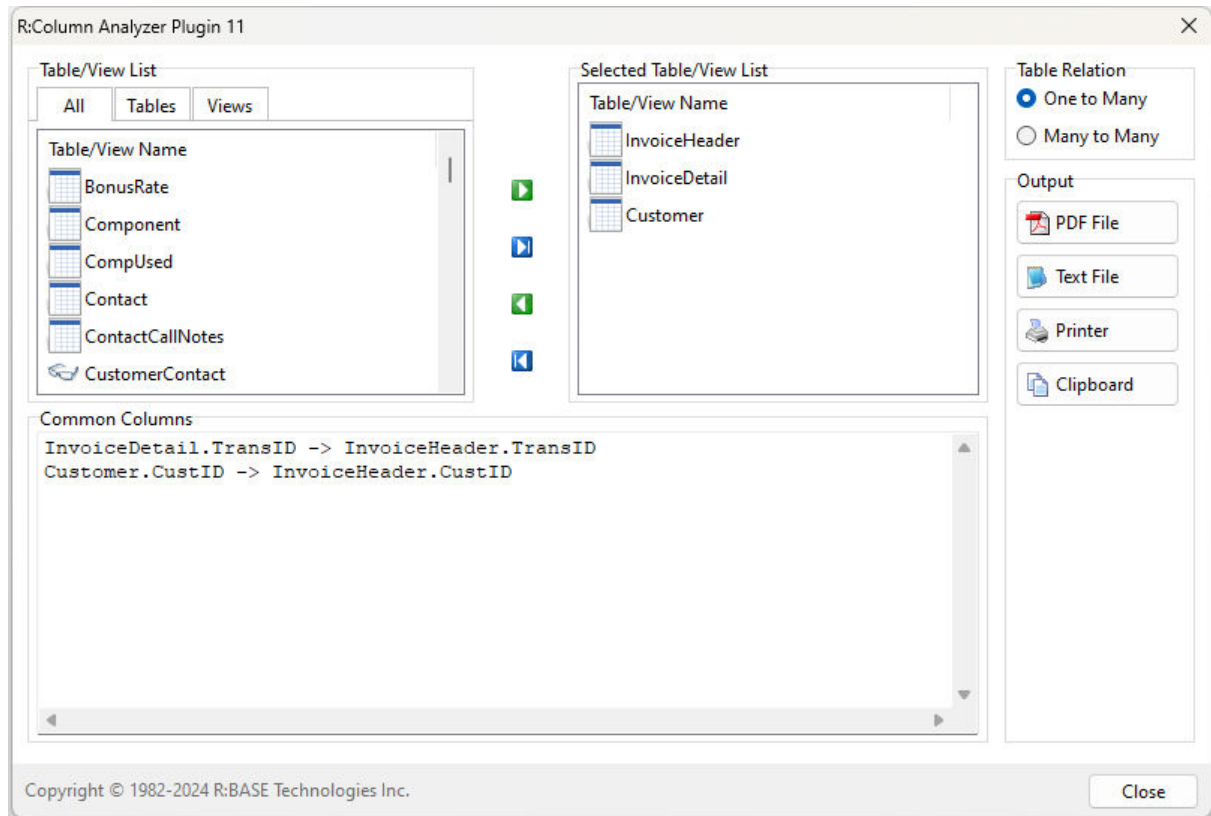 R:Column Analyzer Plugin 11
Table/View List
All Tables Views
Table/View Name
BonusRate
Component
CompUsed
Contact
ContactCallNotes
CustomerContact
Selected Table/View List
Table/View Name
InvoiceHeader
InvoiceDetail
Customer
Table Relation
One to Many
Many to Many
Output
PDF File
Text File
Printer
Clipboard
Common Columns
InvoiceDetail.TransID -> InvoiceHeader.TransID
Customer.CustID -> InvoiceHeader.CustID
Copyright © 1982-2024 R:BASE Technologies Inc.
Close